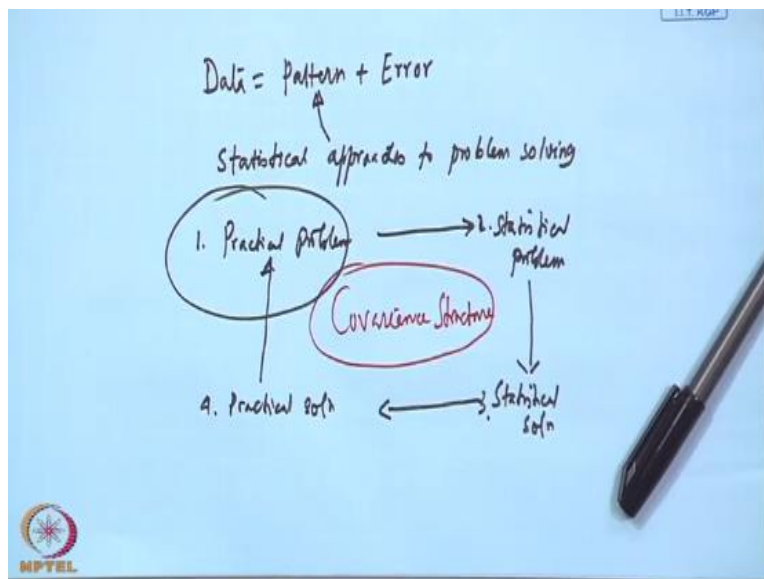 I.I.T. KGP
Data = Pattern + Error
Statistical approaches to problem solving
1. Practical problem
2. Statistical
problem
Covariance Structure
4. Practical soln
3. Statistical
soln
NPTEL